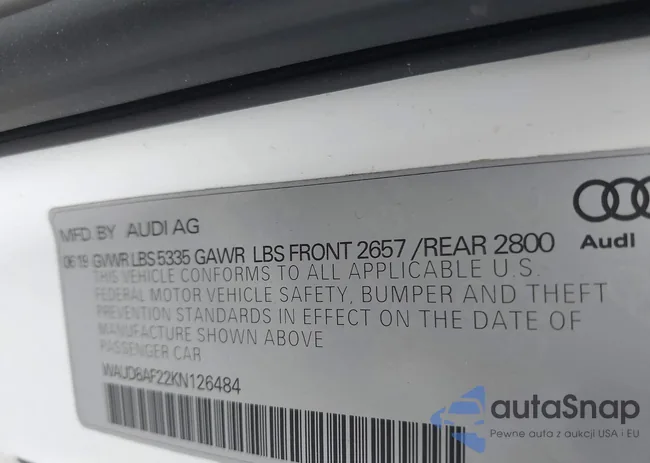 MFD. BY AUDI AG
06 19 GVWR LBS 5335 GAWR LBS FRONT 2657 /REAR 2800
THIS VEHICLE CONFORMS TO ALL APPLICABLE U.S.
FEDERAL MOTOR VEHICLE SAFETY, BUMPER AND THEFT
PREVENTION STANDARDS IN EFFECT ON THE DATE OF
MANUFACTURE SHOWN ABOVE
PASSENGER CAR
WAUD8AF22KN126484
Audi
autaSnap
Pewne auta z aukcji USA i EU